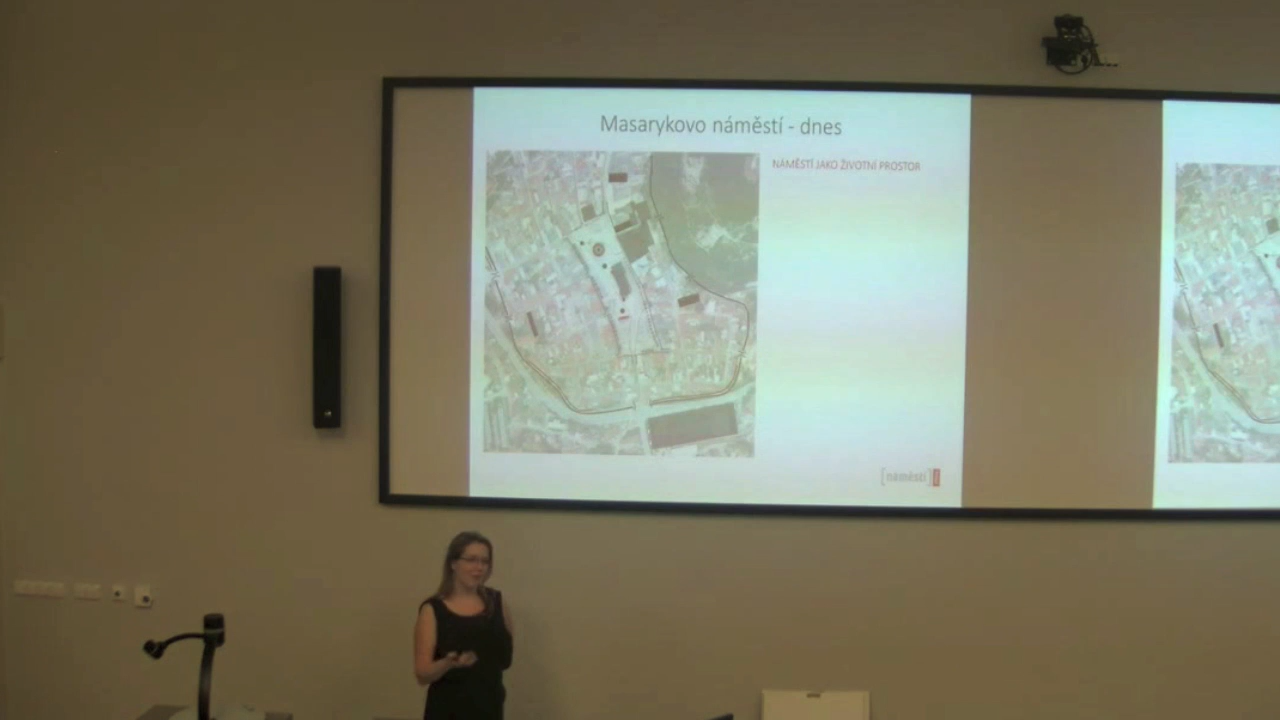 Masarykovo náměstí - dnes
NÁMĚSTÍ JAKO ŽIVOTNÍ PROSTOR
[náměstí]